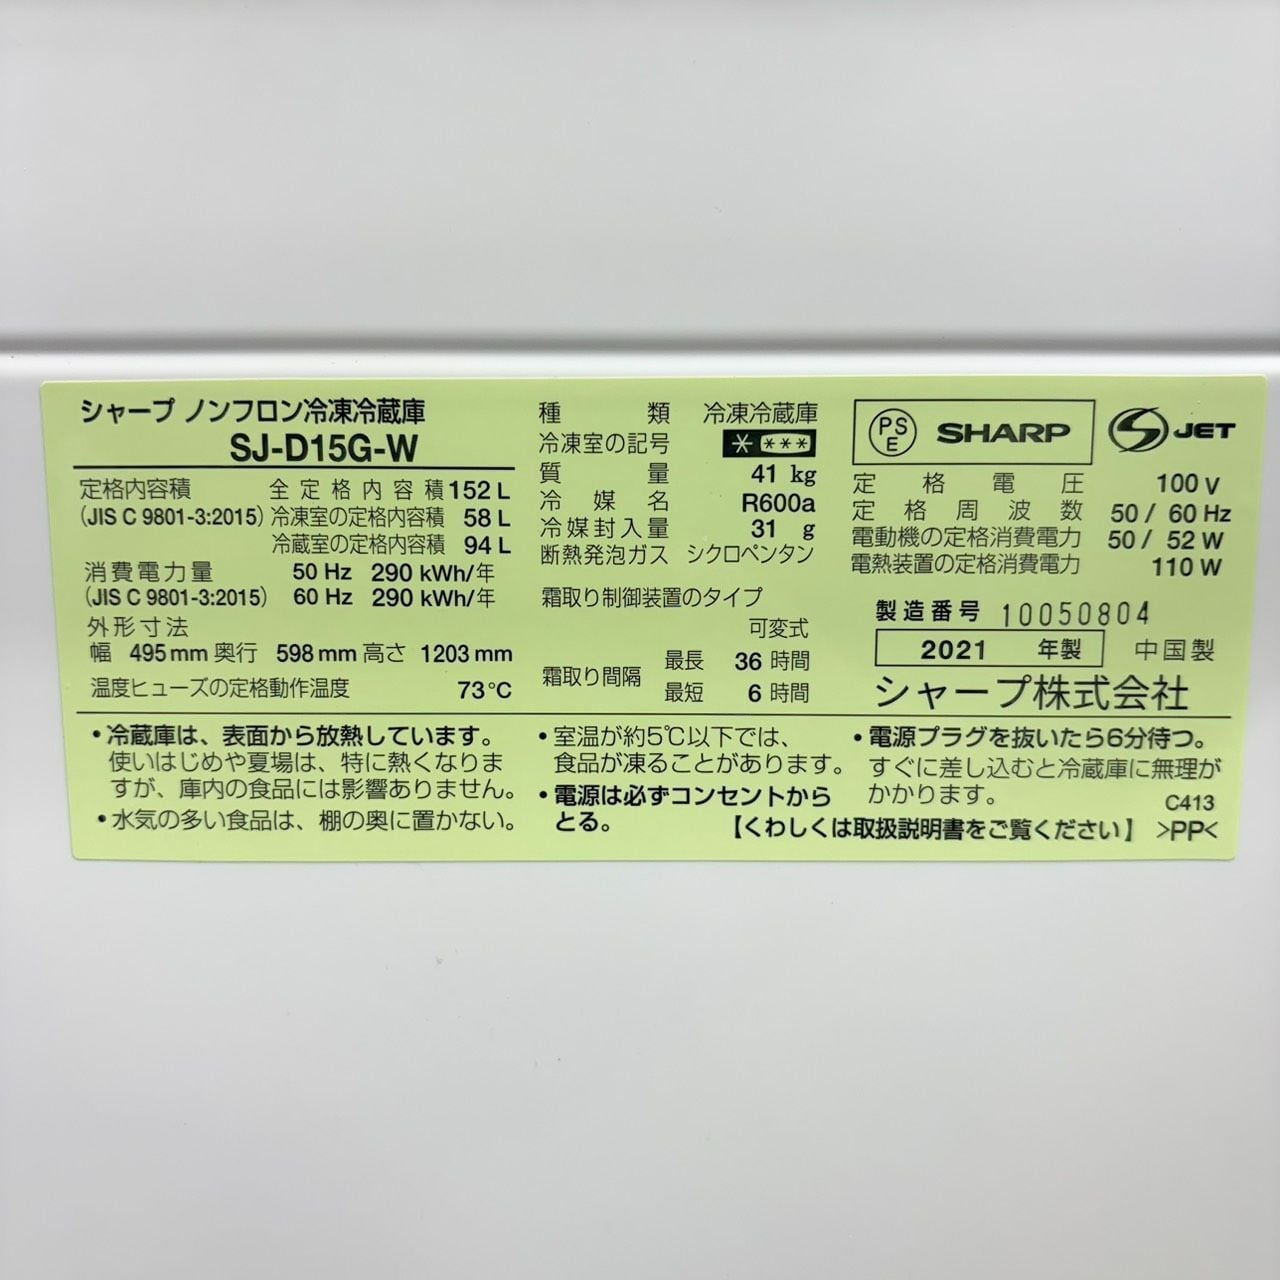 シャープ ノンフロン冷凍冷蔵庫
SJ-D15G-W
定格内容積 全定格内容積 152 L
(JIS C 9801-3:2015) 冷凍室の定格内容積 58 L
冷蔵室の定格内容積 94 L
消費電力量 50 Hz 290 kWh/年
(JIS C 9801-3:2015) 60 Hz 290 kWh/年
外形寸法
幅 495 mm 奥行 598 mm 高さ 1203 mm
温度ヒューズの定格動作温度 73℃
種類 冷凍冷蔵庫
冷凍室の記号 * ***
質量 41 kg
冷媒名 R600a
冷媒封入量 31 g
断熱発泡ガス シクロペンタン
霜取り制御装置のタイプ
可変式
霜取り間隔 最長 36 時間
最短 6 時間
PSE SHARP S JET
定格電圧 100 V
定格周波数 50 / 60 Hz
電動機の定格消費電力 50 / 52 W
電熱装置の定格消費電力 110 W
製造番号 10050804
2021 年製 中国製
シャープ株式会社
・冷蔵庫は、表面から放熱しています。
使いはじめや夏場は、特に熱くなりま
すが、庫内の食品には影響ありません。
・水気の多い食品は、棚の奥に置かない。
・室温が約5℃以下では、
食品が凍ることがあります。
・電源は必ずコンセントから
とる。
・電源プラグを抜いたら6分待つ。
すぐに差し込むと冷蔵庫に無理が
かかります。
C413
【くわしくは取扱説明書をご覧ください】 >PP<